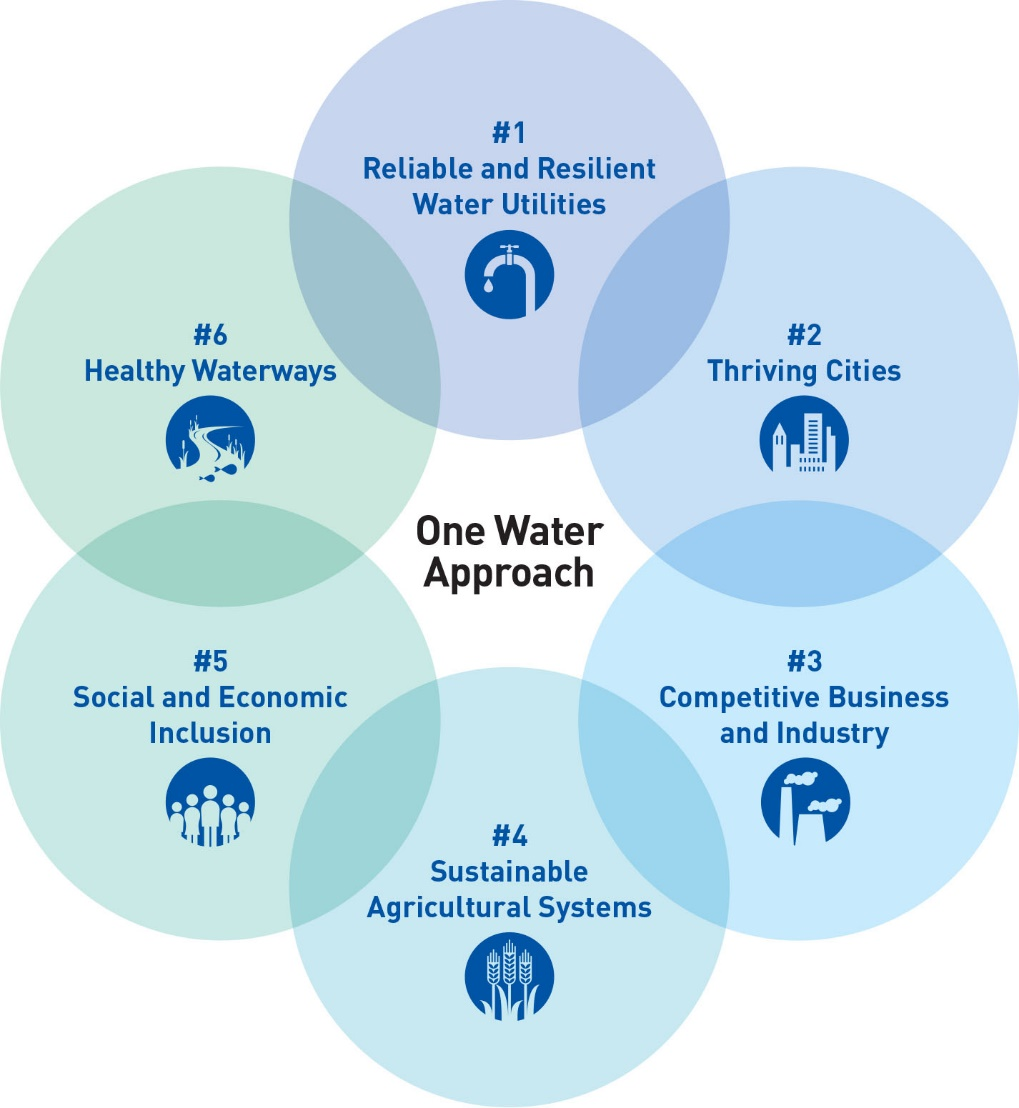 #1
Reliable and Resilient
Water Utilities
#2
Thriving Cities
#3
Competitive Business
and Industry
#4
Sustainable
Agricultural Systems
#5
Social and Economic
Inclusion
#6
Healthy Waterways
One Water
Approach